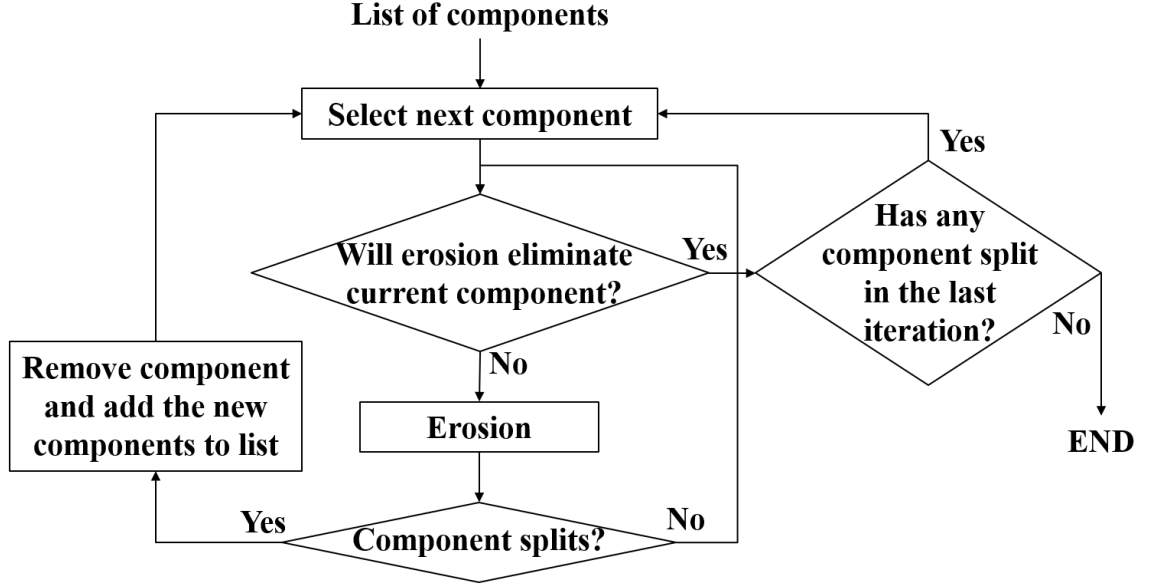 List of components
Select next component
Yes
Has any
component split
in the last
iteration?
Will erosion eliminate
current component?
Yes
No
No
Remove component
and add the new
components to list
Erosion
END
Yes
Component splits?
No